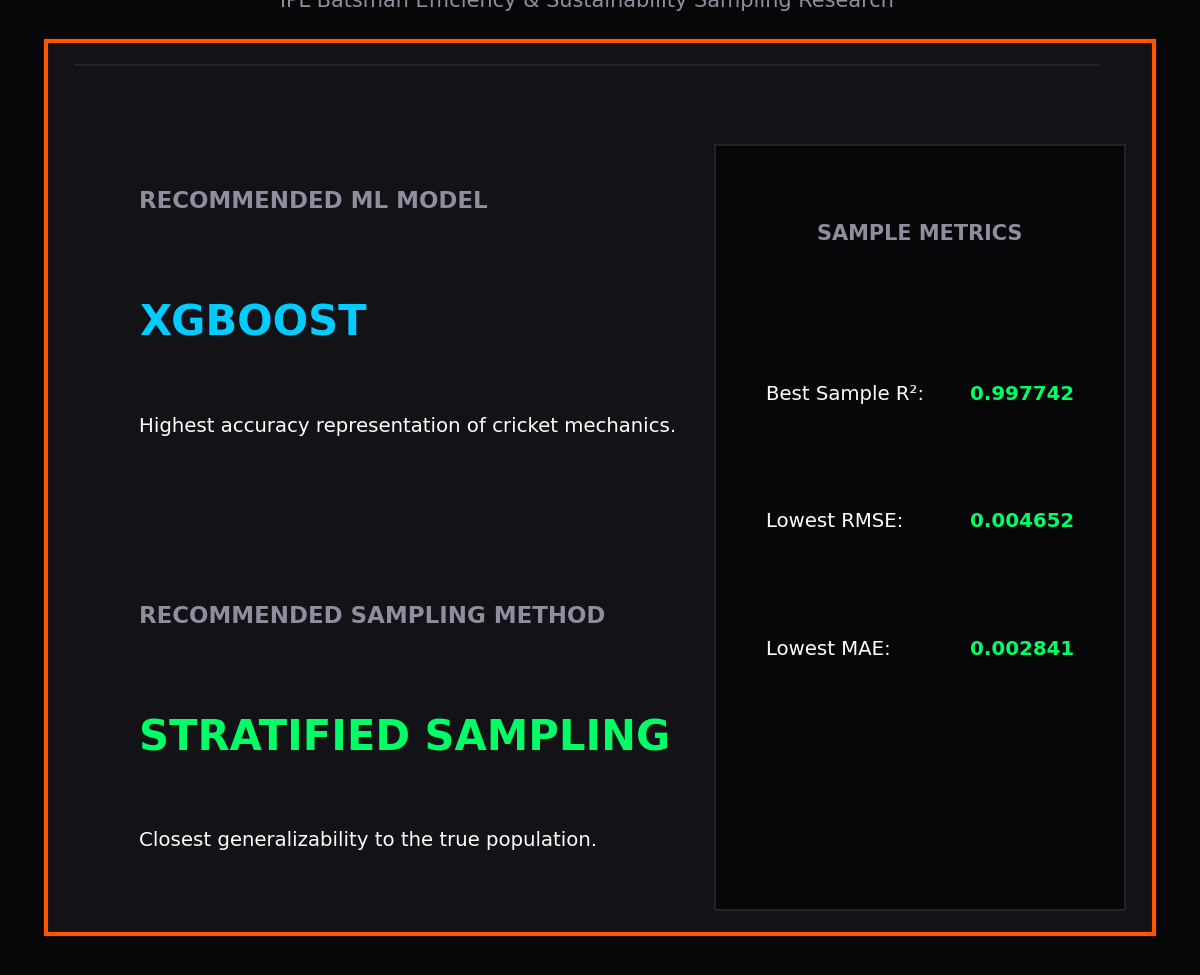 IPL Batsman Efficiency & Sustainability Sampling Research
RECOMMENDED ML MODEL
XGBOOST
Highest accuracy representation of cricket mechanics.
RECOMMENDED SAMPLING METHOD
STRATIFIED SAMPLING
Closest generalizability to the true population.
SAMPLE METRICS
Best Sample R²: 0.997742
Lowest RMSE: 0.004652
Lowest MAE: 0.002841